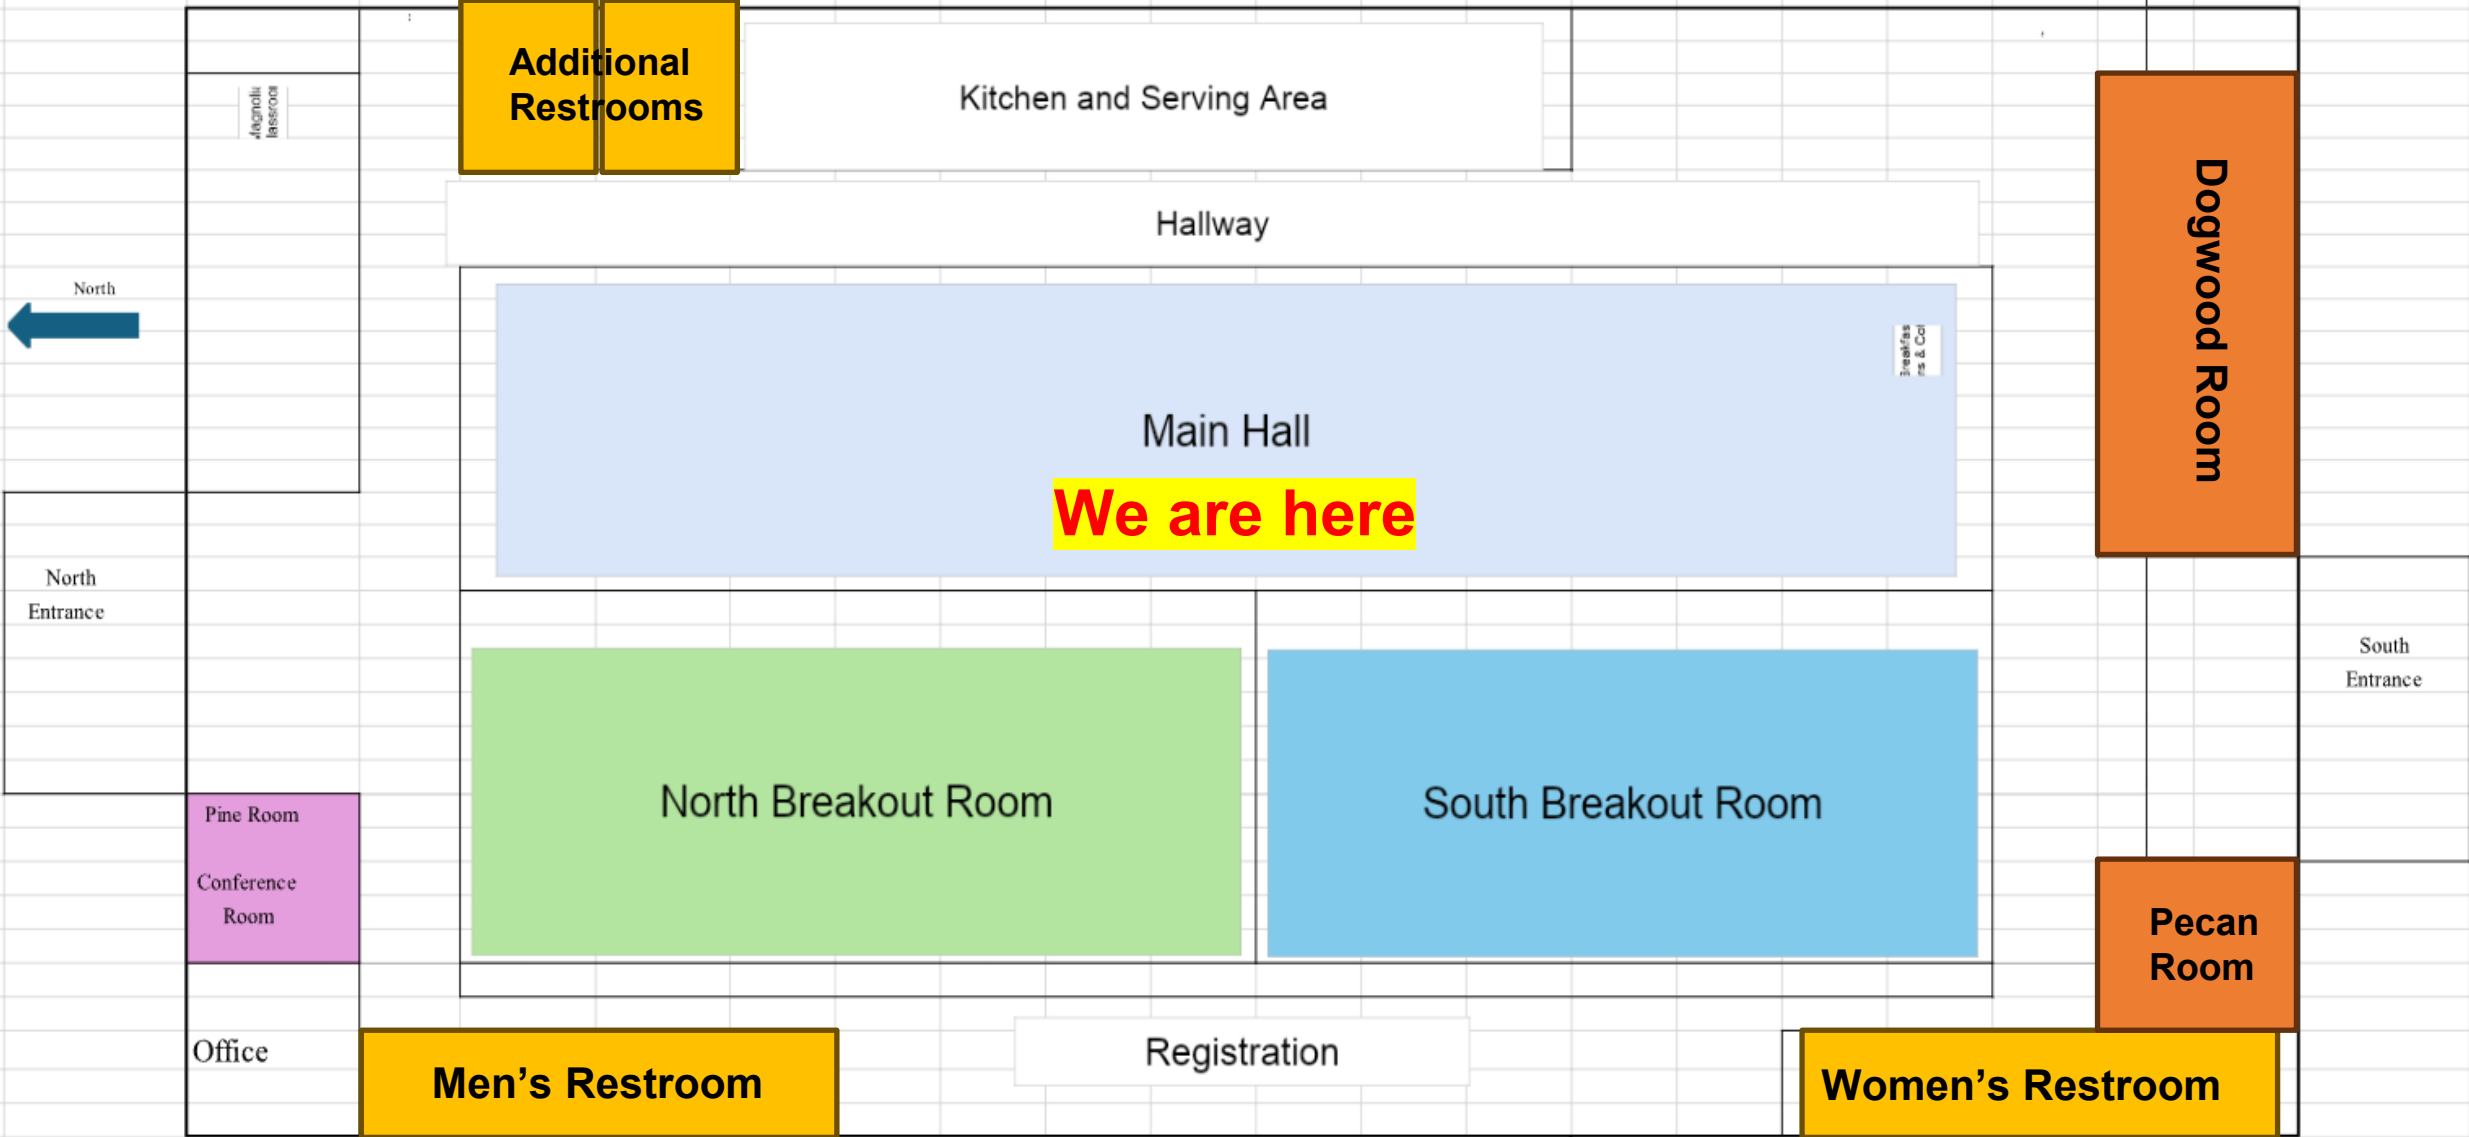 Additional
Restrooms
Kitchen and Serving Area
Hallway
Dogwood Room
North
Main Hall
We are here
North
Entrance
South
Entrance
North Breakout Room
South Breakout Room
Pine Room
Conference
Room
Pecan
Room
Office
Men’s Restroom
Registration
Women’s Restroom